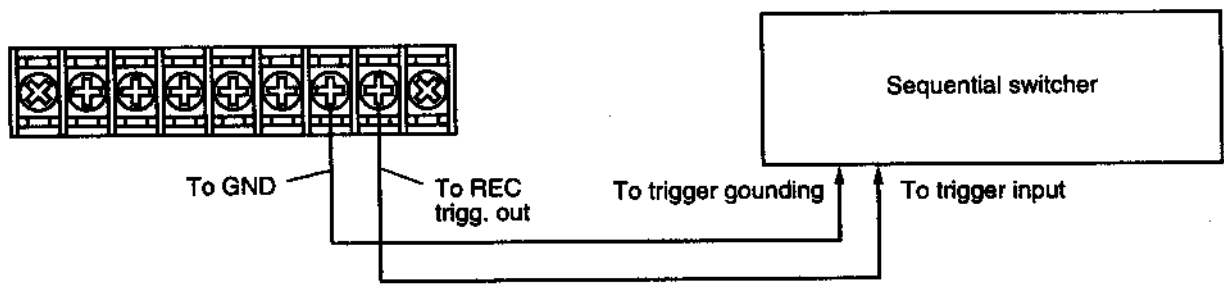 Sequential switcher
To GND
To REC
trigg. out
To trigger gounding
To trigger input